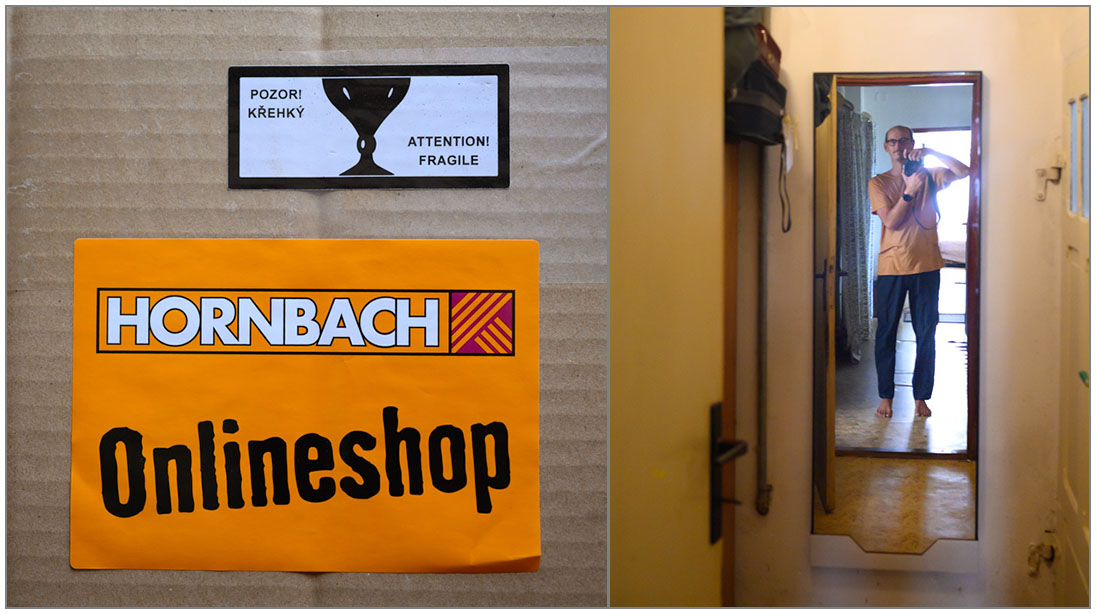 POZOR!
KŘEHKÝ
ATTENTION!
FRAGILE
HORNBACH
Onlineshop